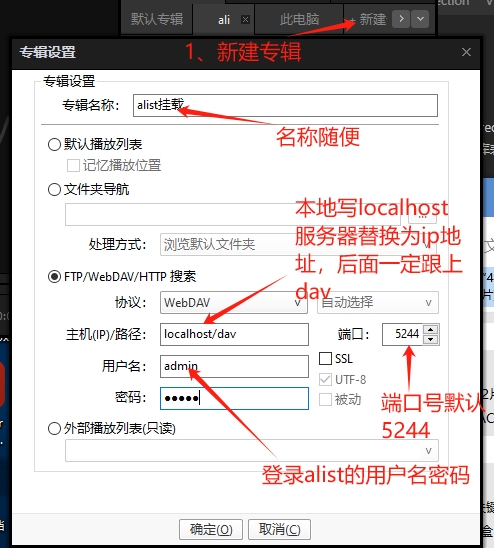 默认专辑 ali 此电脑 + 新建
1、新建专辑
专辑设置
专辑设置
专辑名称： alist挂载
名称随便
默认播放列表
记忆播放位置
文件夹导航
...
处理方式： 浏览默认文件夹
本地写localhost
服务器替换为ip地
址，后面一定跟上
dav
FTP/WebDAV/HTTP 搜索
协议： WebDAV 自动选择
主机(IP)/路径： localhost/dav 端口： 5244
用户名： admin SSL
UTF-8
密码： ●●●●● 被动
端口号默认
5244
外部播放列表(只读)
登录alist的用户名密码
确定(O) 取消(C)